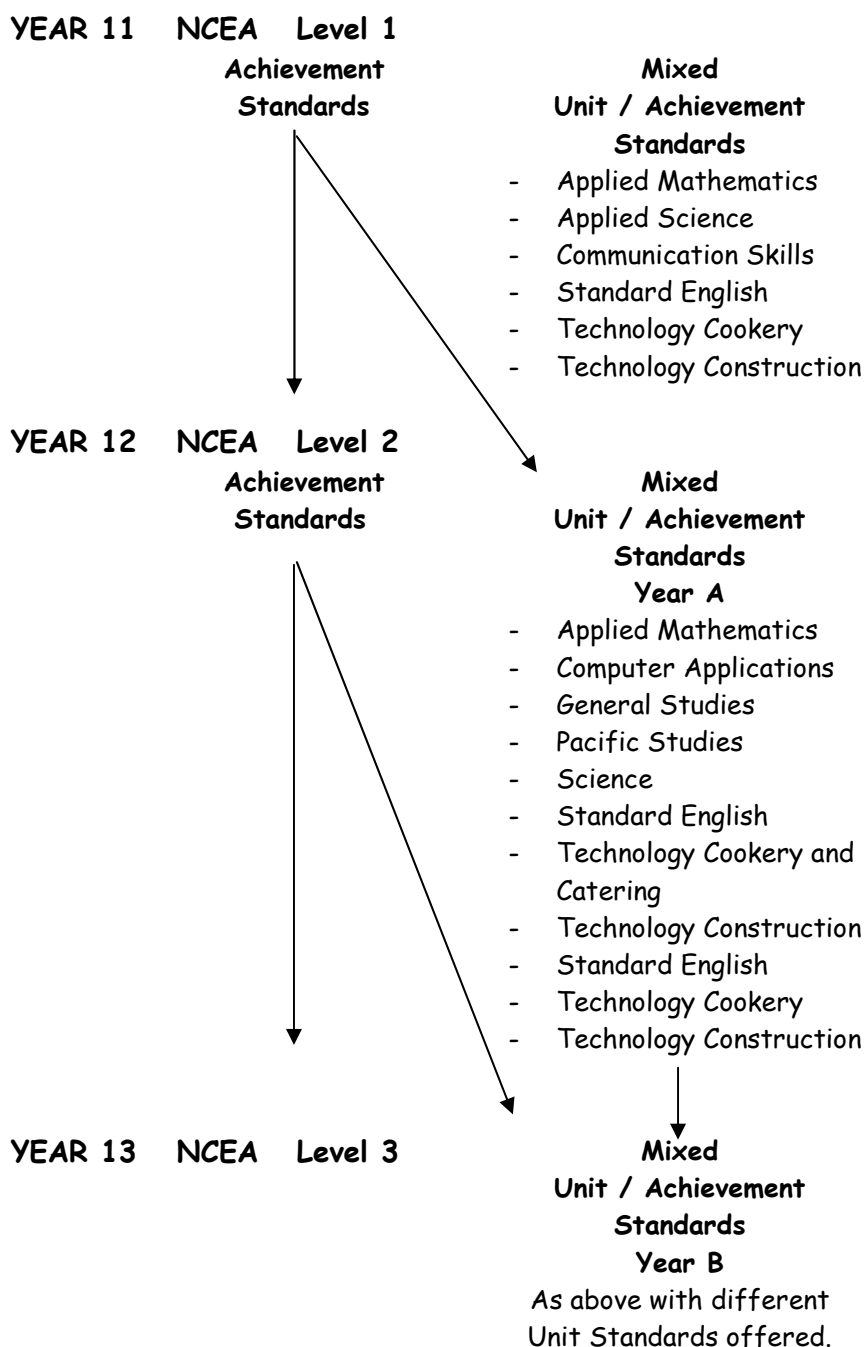 YEAR 11 NCEA Level 1
Achievement
Standards
Mixed
Unit / Achievement
Standards
- Applied Mathematics
- Applied Science
- Communication Skills
- Standard English
- Technology Cookery
- Technology Construction
YEAR 12 NCEA Level 2
Achievement
Standards
Mixed
Unit / Achievement
Standards
Year A
- Applied Mathematics
- Computer Applications
- General Studies
- Pacific Studies
- Science
- Standard English
- Technology Cookery and
Catering
- Technology Construction
- Standard English
- Technology Cookery
- Technology Construction
YEAR 13 NCEA Level 3
Mixed
Unit / Achievement
Standards
Year B
As above with different
Unit Standards offered.